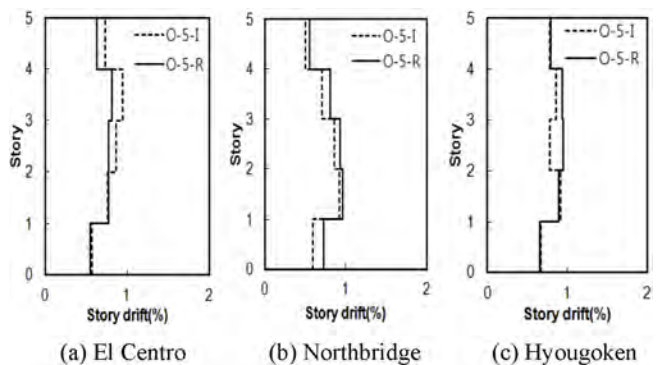 5
4
3
2
1
0
Story
0 1 2
Story drift(%)
O-5-I
O-5-R
(a) El Centro
5
4
3
2
1
0
Story
0 1 2
Story drift(%)
O-5-I
O-5-R
(b) Northbridge
5
4
3
2
1
0
Story
0 1 2
Story drift(%)
O-5-I
O-5-R
(c) Hyougoken